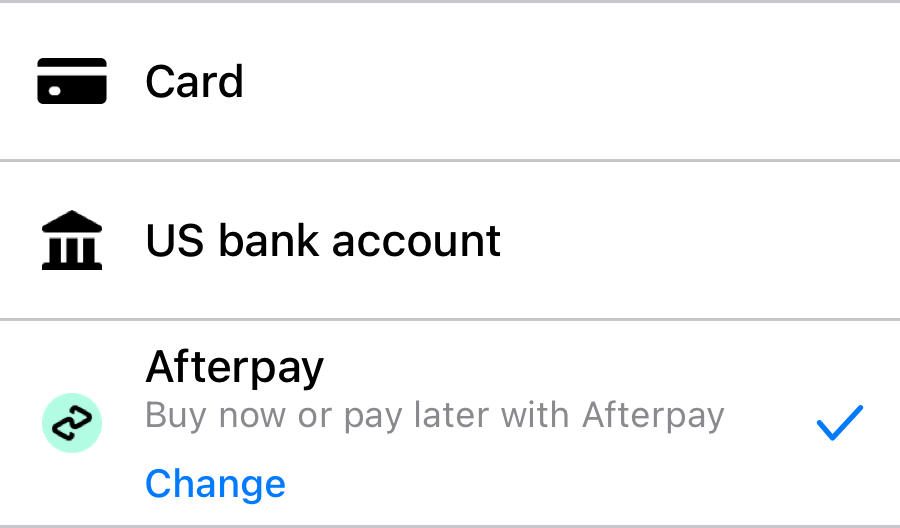 Card
US bank account
Afterpay
Buy now or pay later with Afterpay
Change